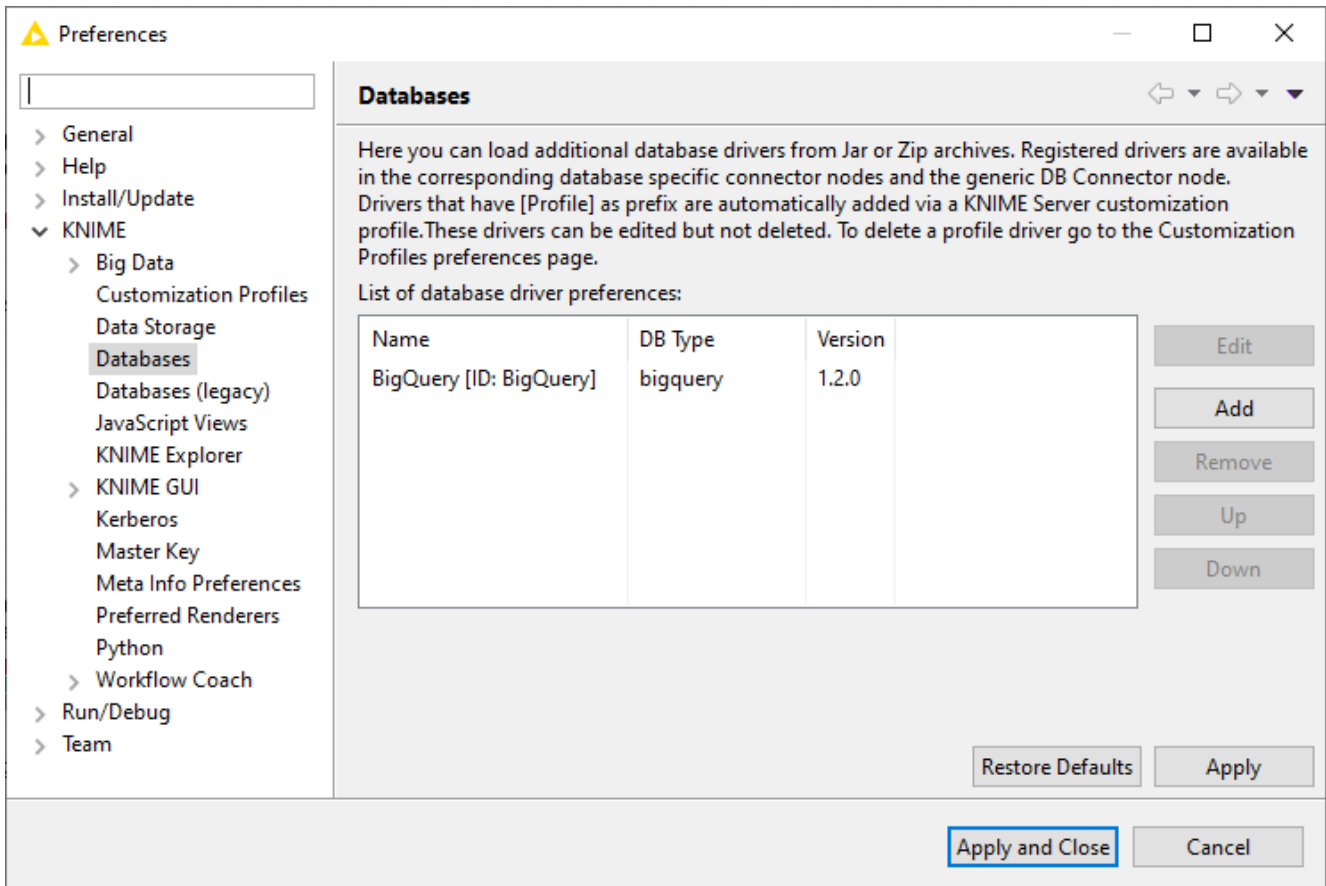 Preferences
Databases
General
Help
Install/Update
KNIME
Big Data
Customization Profiles
Data Storage
Databases
Databases (legacy)
JavaScript Views
KNIME Explorer
KNIME GUI
Kerberos
Master Key
Meta Info Preferences
Preferred Renderers
Python
Workflow Coach
Run/Debug
Team
Here you can load additional database drivers from Jar or Zip archives. Registered drivers are available
in the corresponding database specific connector nodes and the generic DB Connector node.
Drivers that have [Profile] as prefix are automatically added via a KNIME Server customization
profile.These drivers can be edited but not deleted. To delete a profile driver go to the Customization
Profiles preferences page.
List of database driver preferences:
Name DB Type Version
BigQuery [ID: BigQuery] bigquery 1.2.0
Edit
Add
Remove
Up
Down
Restore Defaults Apply
Apply and Close Cancel